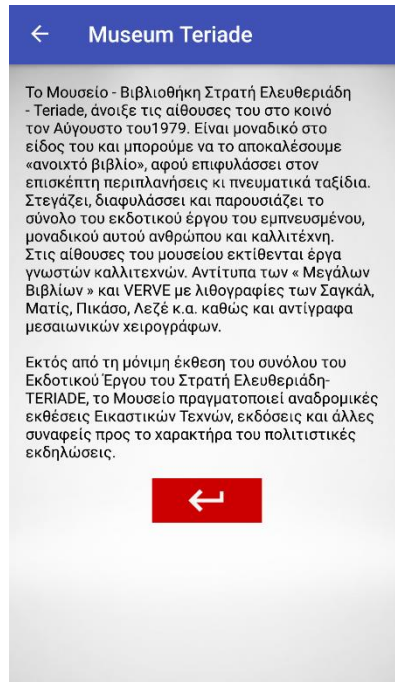 Museum Teriade
Το Μουσείο - Βιβλιοθήκη Στρατή Ελευθεριάδη
- Teriade, άνοιξε τις αίθουσες του στο κοινό
τον Αύγουστο του1979. Είναι μοναδικό στο
είδος του και μπορούμε να το αποκαλέσουμε
«ανοιχτό βιβλίο», αφού επιφυλάσσει στον
επισκέπτη περιπλανήσεις κι πνευματικά ταξίδια.
Στεγάζει, διαφυλάσσει και παρουσιάζει το
σύνολο του εκδοτικού έργου του εμπνευσμένου,
μοναδικού αυτού ανθρώπου και καλλιτέχνη.
Στις αίθουσες του μουσείου εκτίθενται έργα
γνωστών καλλιτεχνών. Αντίτυπα των « Μεγάλων
Βιβλίων » και VERVE με λιθογραφίες των Σαγκάλ,
Ματίς, Πικάσο, Λεζέ κ.α. καθώς και αντίγραφα
μεσαιωνικών χειρογράφων.
Εκτός από τη μόνιμη έκθεση του συνόλου του
Εκδοτικού Έργου του Στρατή Ελευθεριάδη-
TERIADE, το Μουσείο πραγματοποιεί αναδρομικές
εκθέσεις Εικαστικών Τεχνών, εκδόσεις και άλλες
συναφείς προς το χαρακτήρα του πολιτιστικές
εκδηλώσεις.